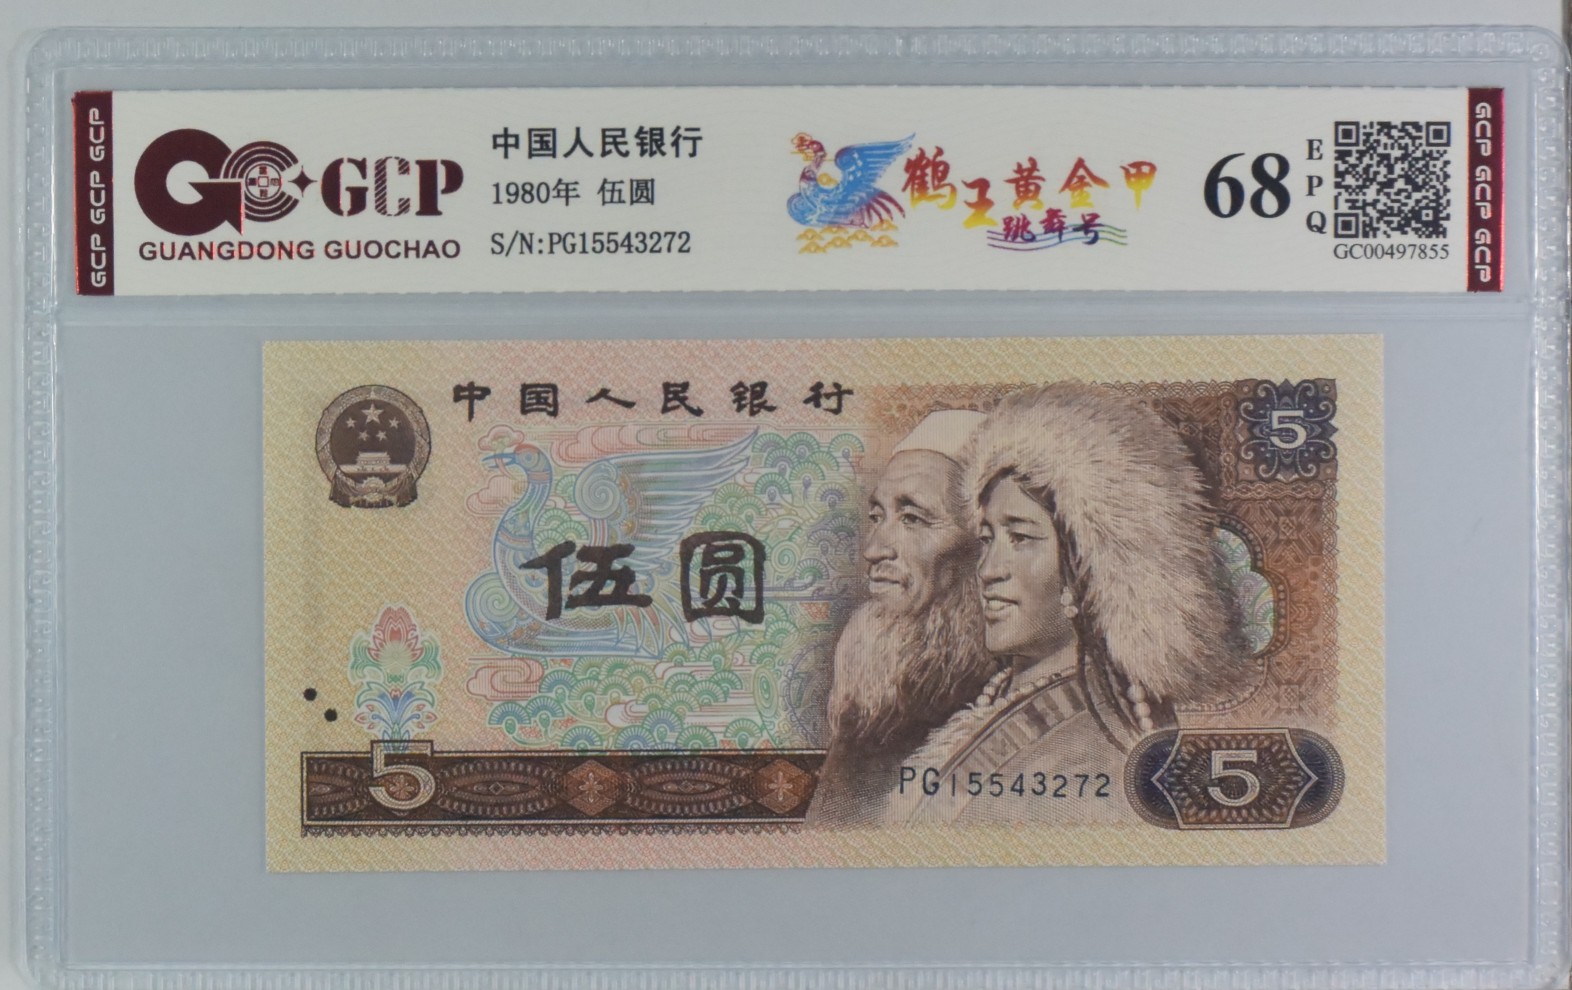 GCP GCP GCP
GCP
GUANGDONG GUOCHAO
中国人民银行
1980年 伍圆
S/N:PG15543272
鹤王黄金甲
跳舞号
68
EPQ
GC00497855
GCP GCP GCP
中国人民银行
5
伍圆
5
PG15543272
5